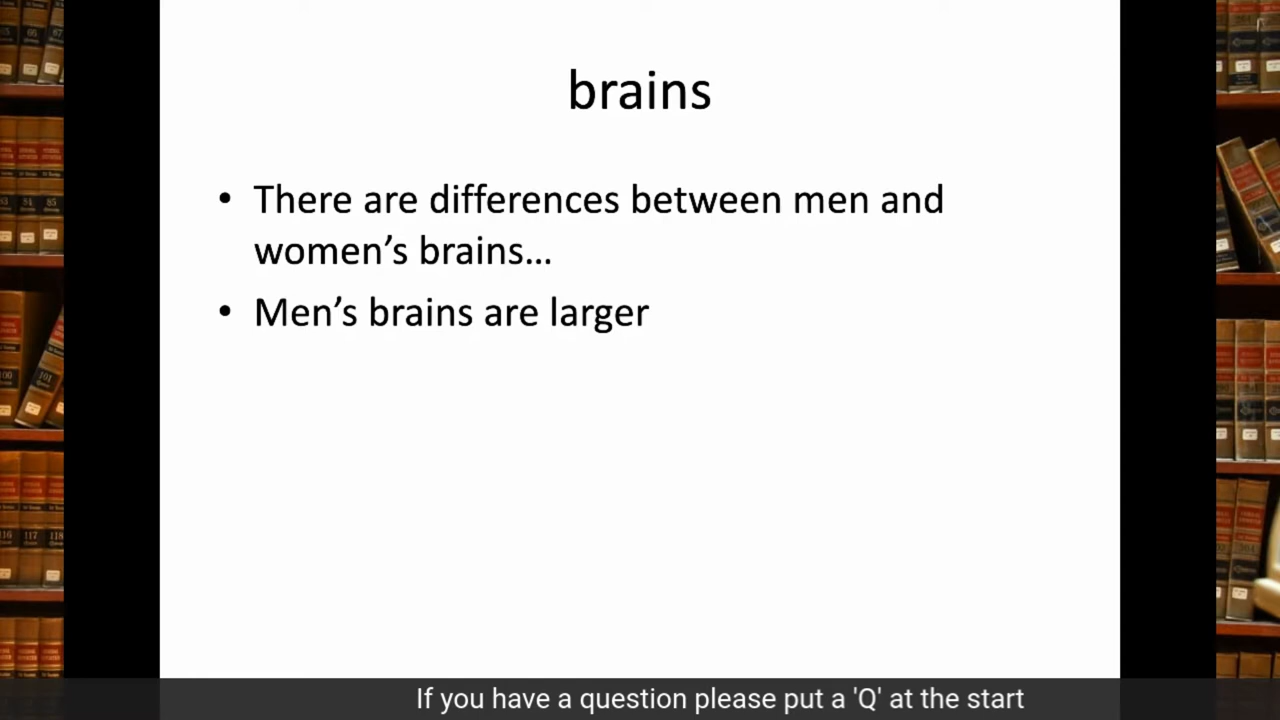 brains
• There are differences between men and
women’s brains…
• Men’s brains are larger
If you have a question please put a 'Q' at the start